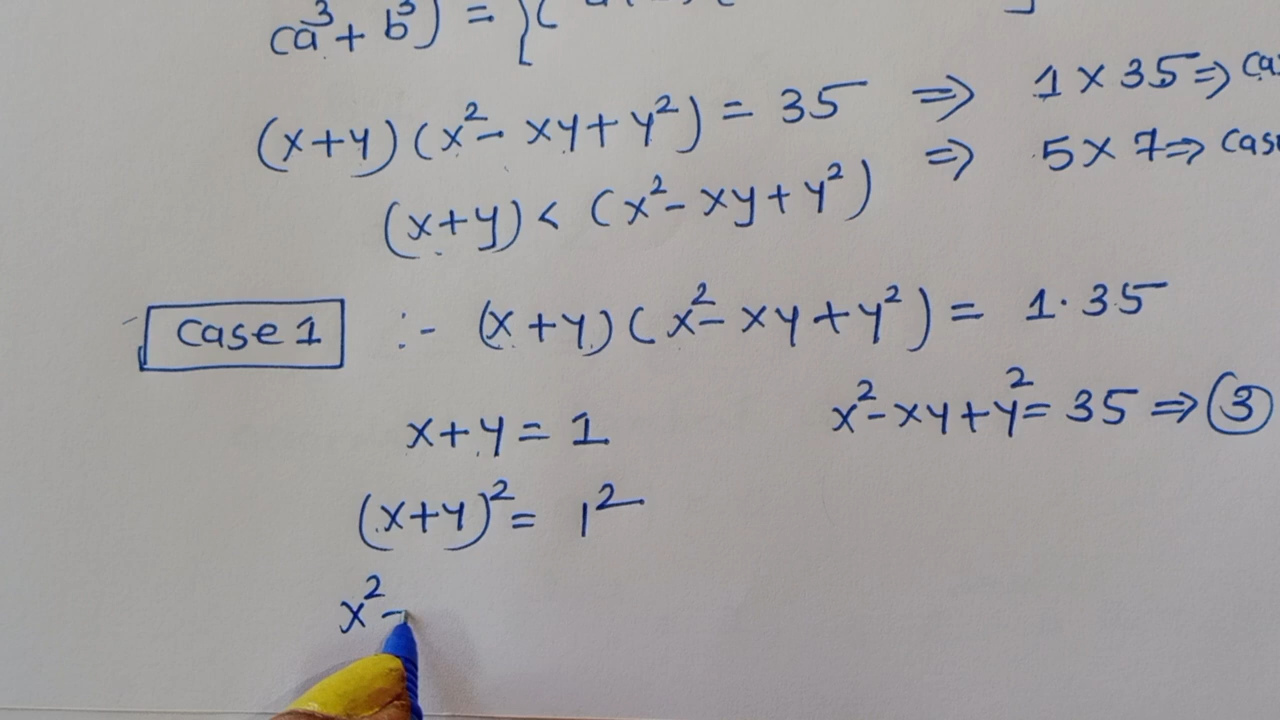 (a³ + b³) =
(x+y)(x² - xy + y²) = 35 ⇒ 1 × 35 ⇒
⇒ 5 × 7 ⇒ case
(x+y) < (x² - xy + y²)
Case 1 :- (x+y)(x² - xy + y²) = 1·35
x+y = 1
x² - xy + y² = 35 ⇒ ③
(x+y)² = 1²
x² -